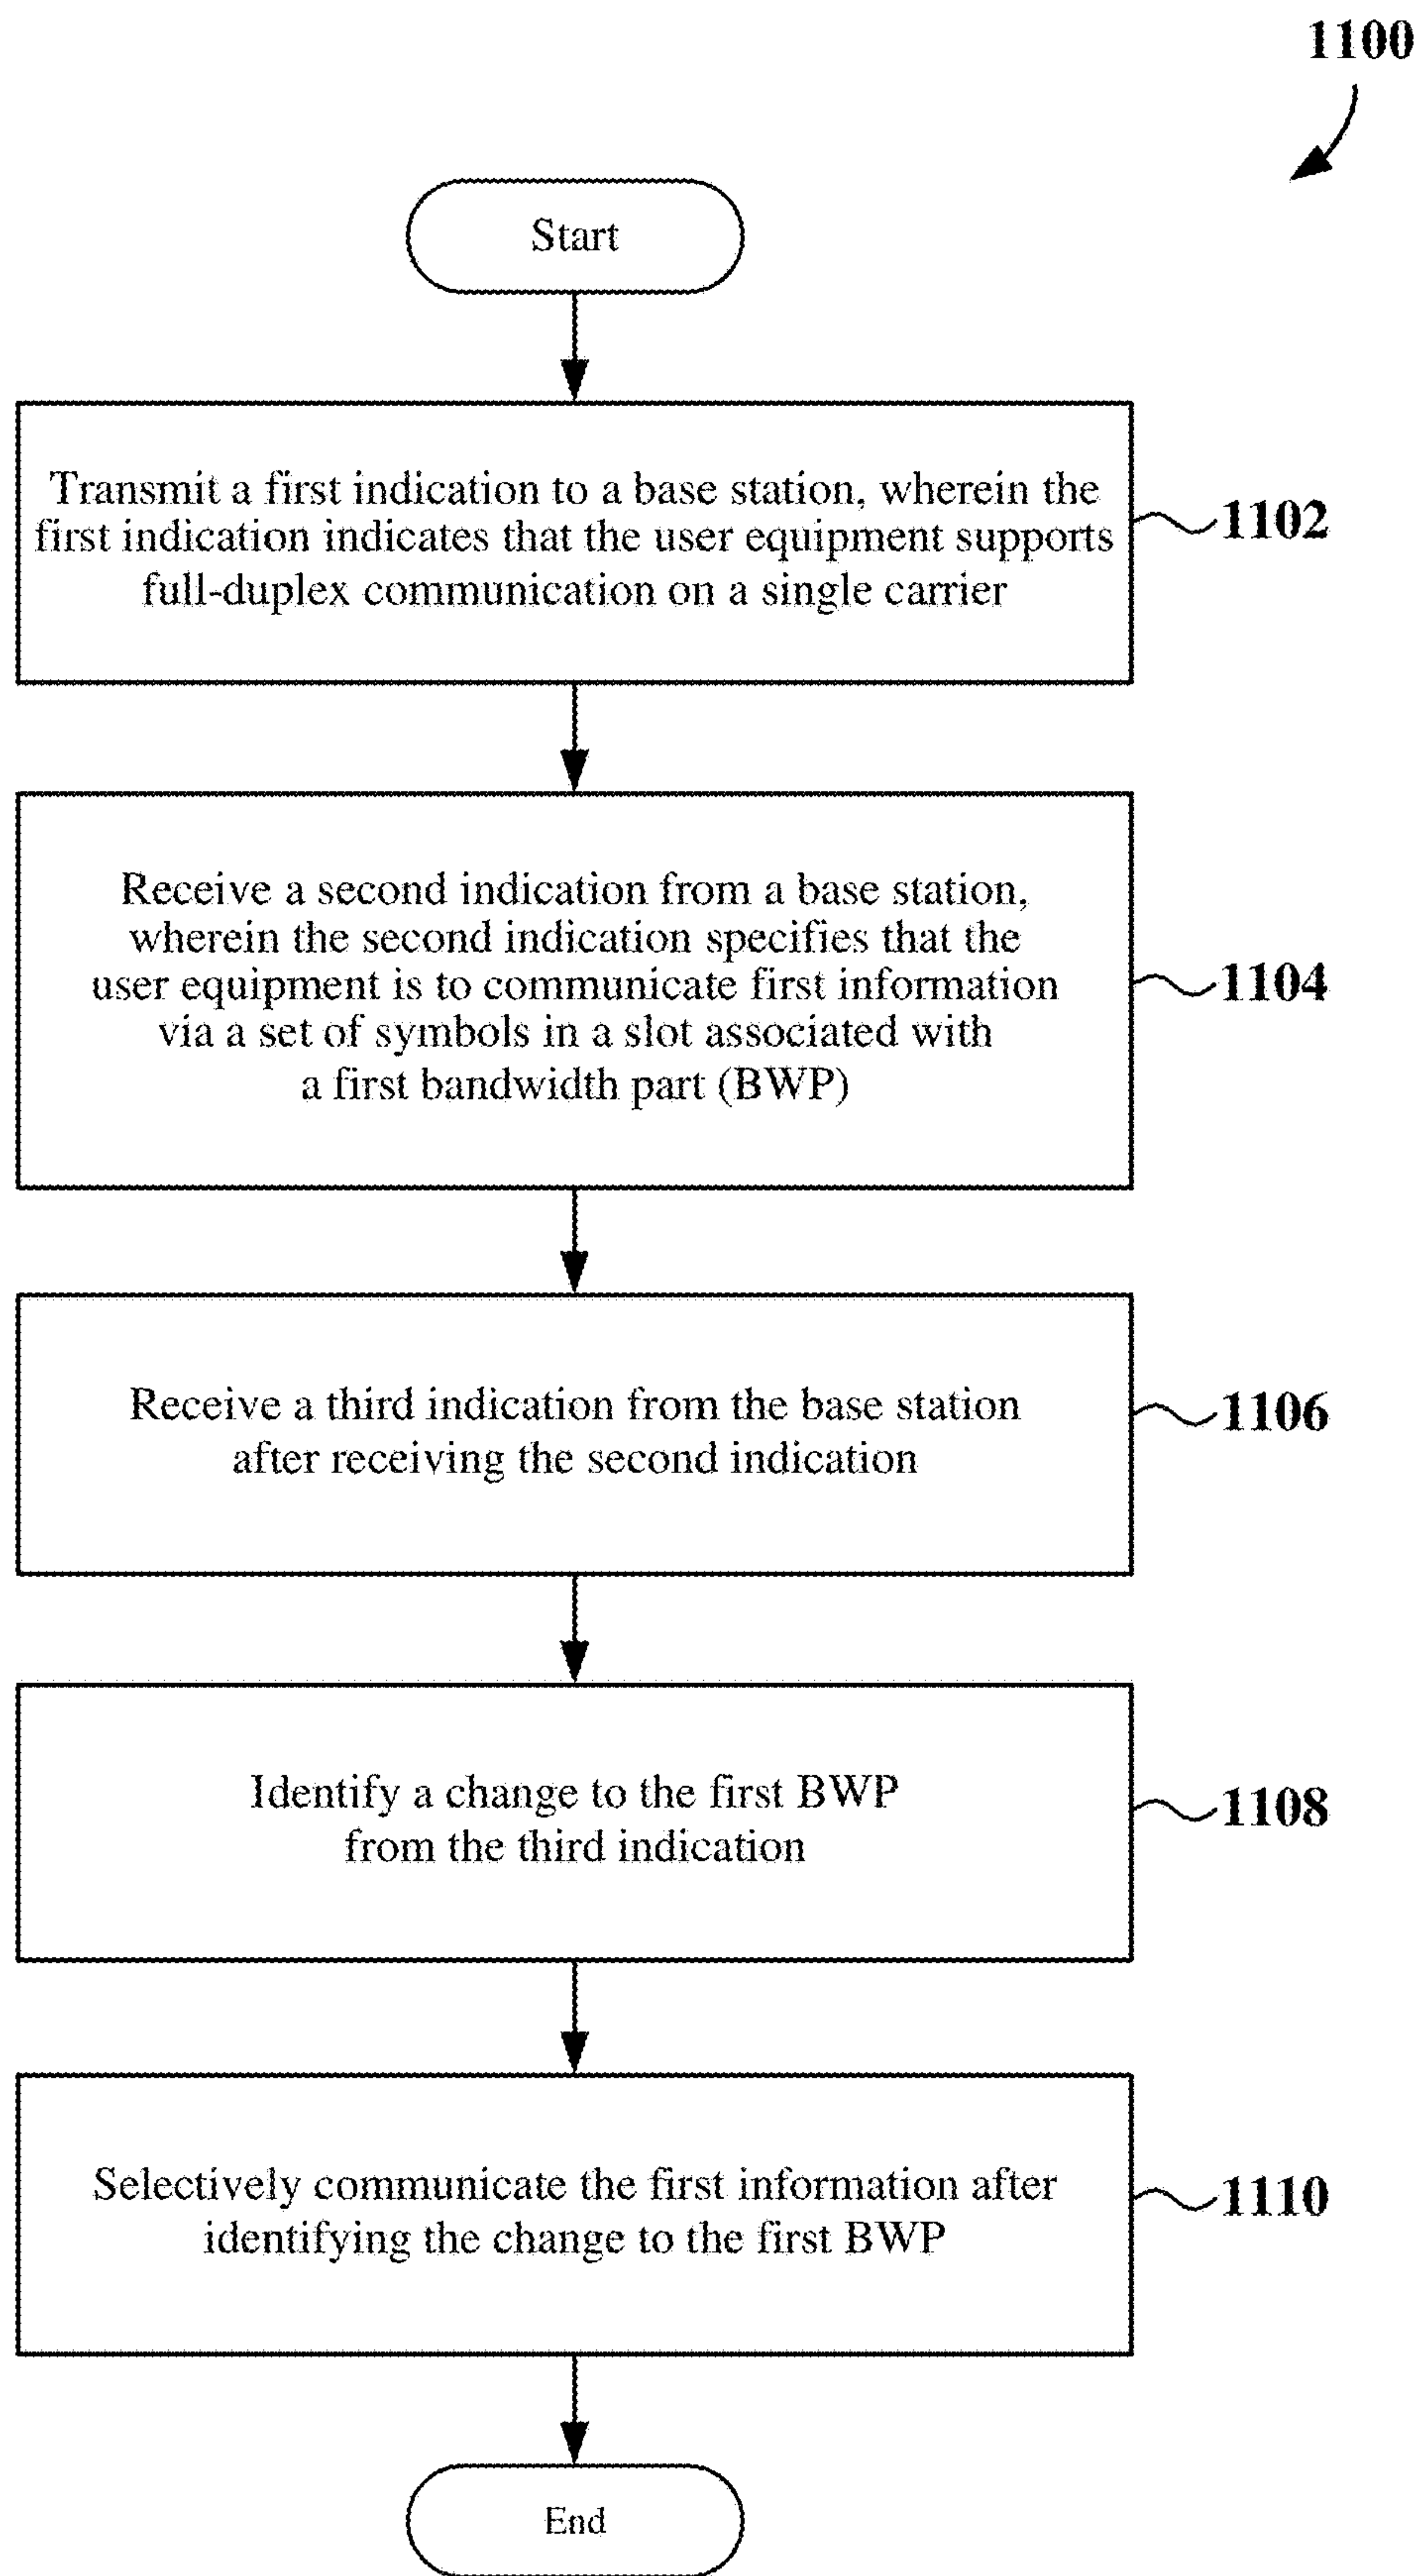 1100
Start
Transmit a first indication to a base station, wherein the
first indication indicates that the user equipment supports
full-duplex communication on a single carrier
1102
Receive a second indication from a base station,
wherein the second indication specifies that the
user equipment is to communicate first information
via a set of symbols in a slot associated with
a first bandwidth part (BWP)
1104
Receive a third indication from the base station
after receiving the second indication
1106
Identify a change to the first BWP
from the third indication
1108
Selectively communicate the first information after
identifying the change to the first BWP
1110
End